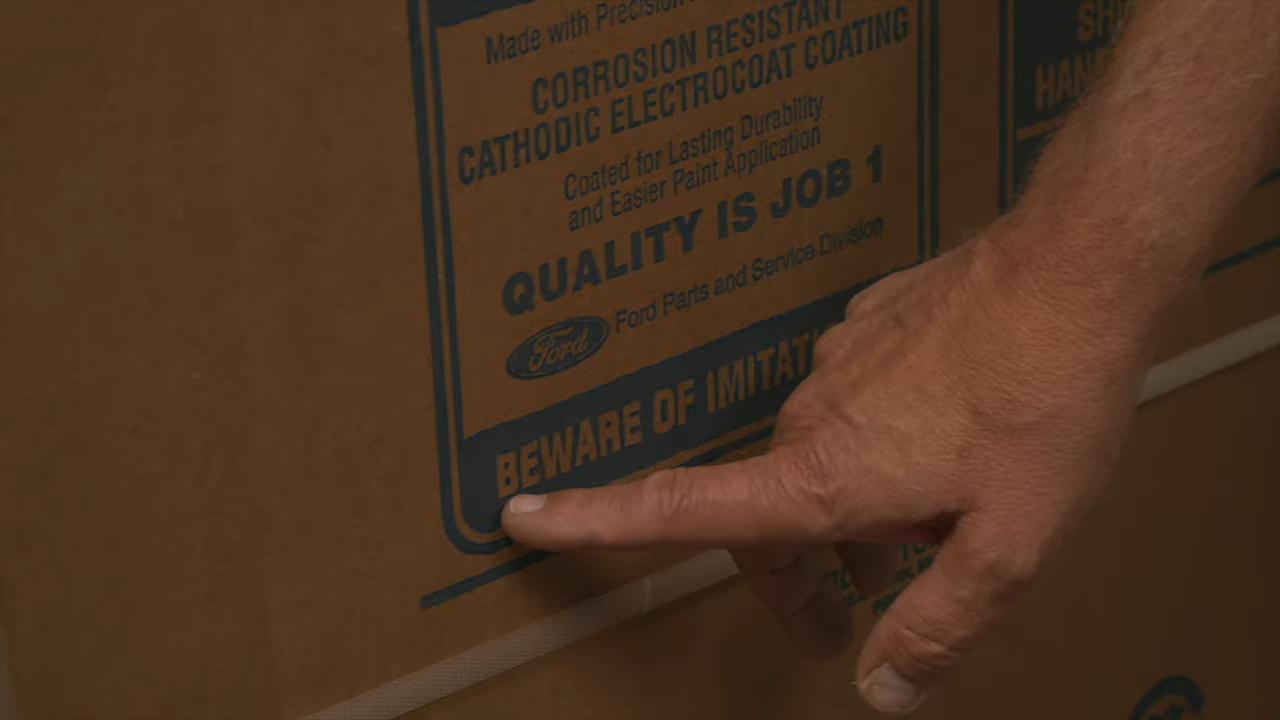 Made with Precision
CORROSION RESISTANT
CATHODIC ELECTROCOAT COATING
Coated for Lasting Durability
and Easier Paint Application
QUALITY IS JOB 1
Ford Ford Parts and Service Division
BEWARE OF